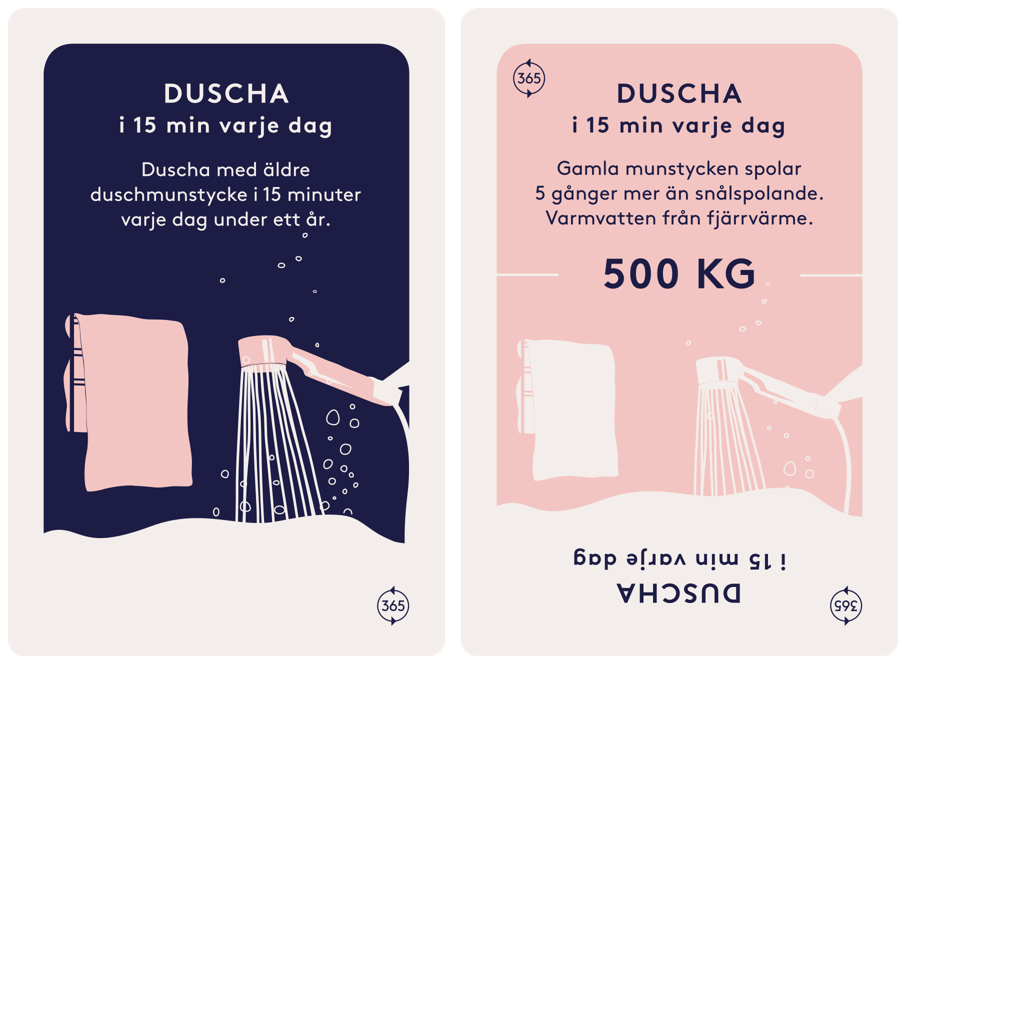 DUSCHA
i 15 min varje dag
Duscha med äldre
duschmunstycke i 15 minuter
varje dag under ett år.
365
365
DUSCHA
i 15 min varje dag
Gamla munstycken spolar
5 gånger mer än snålspolande.
Varmvatten från fjärrvärme.
500 KG
DUSCHA
i 15 min varje dag
365